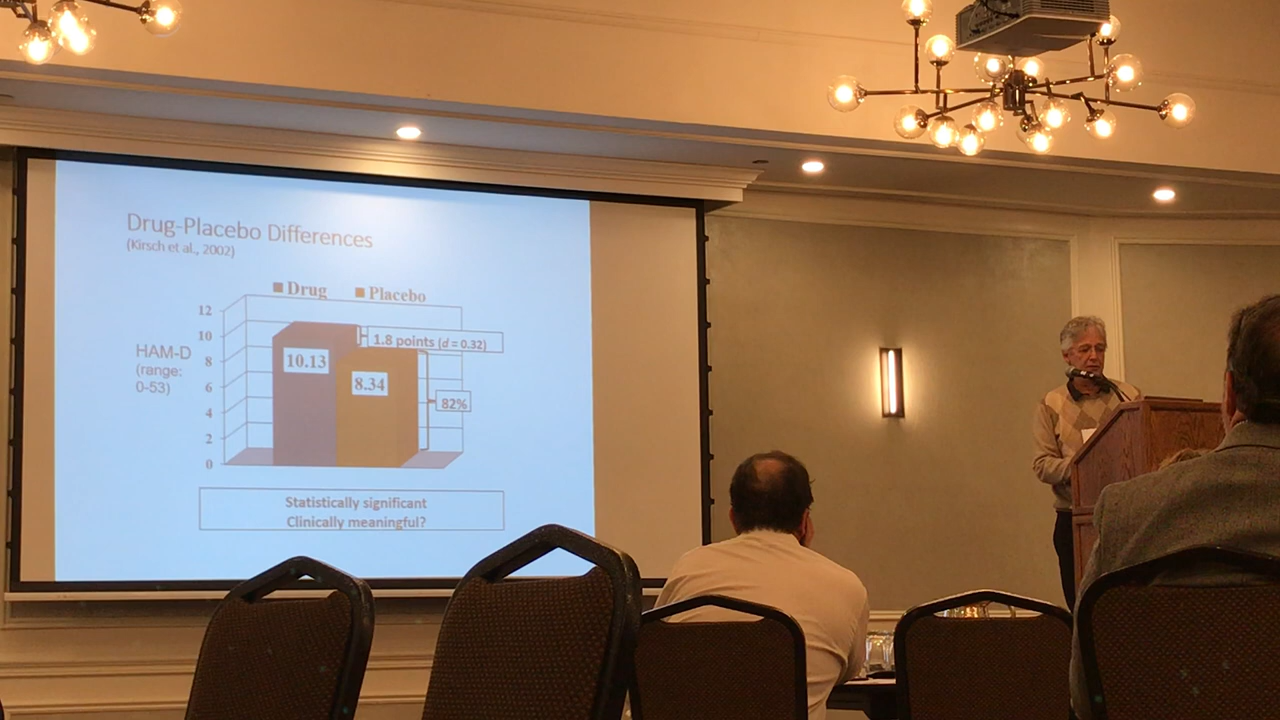 Drug-Placebo Differences
(Kirsch et al., 2002)
Drug Placebo
12
10
8
6
4
2
0
HAM-D
(range:
0-53)
10.13
8.34
1.8 points (d = 0.32)
82%
Statistically significant
Clinically meaningful?